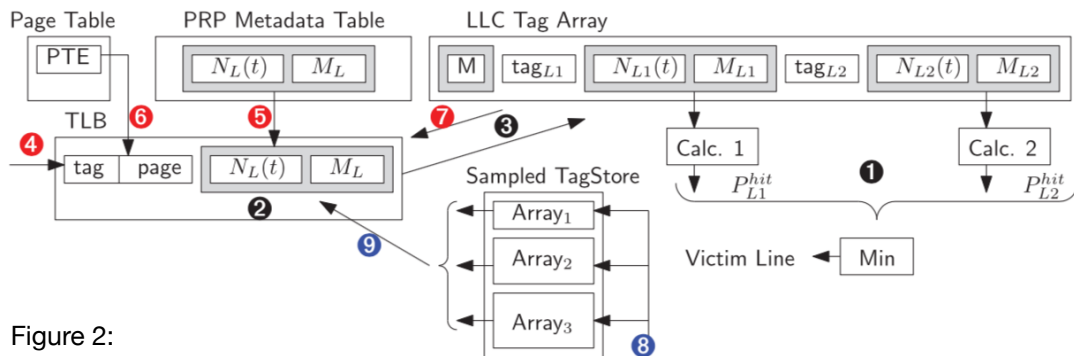 Page Table
PRP Metadata Table
LLC Tag Array
PTE
N_L(t) M_L
M tag_L1 N_L1(t) M_L1 tag_L2 N_L2(t) M_L2
6 5 7 3
TLB
4
tag page N_L(t) M_L
2
Calc. 1
Calc. 2
1
P_L1^hit
P_L2^hit
Sampled TagStore
Array_1
Array_2
Array_3
9
8
Victim Line
Min
Figure 2: